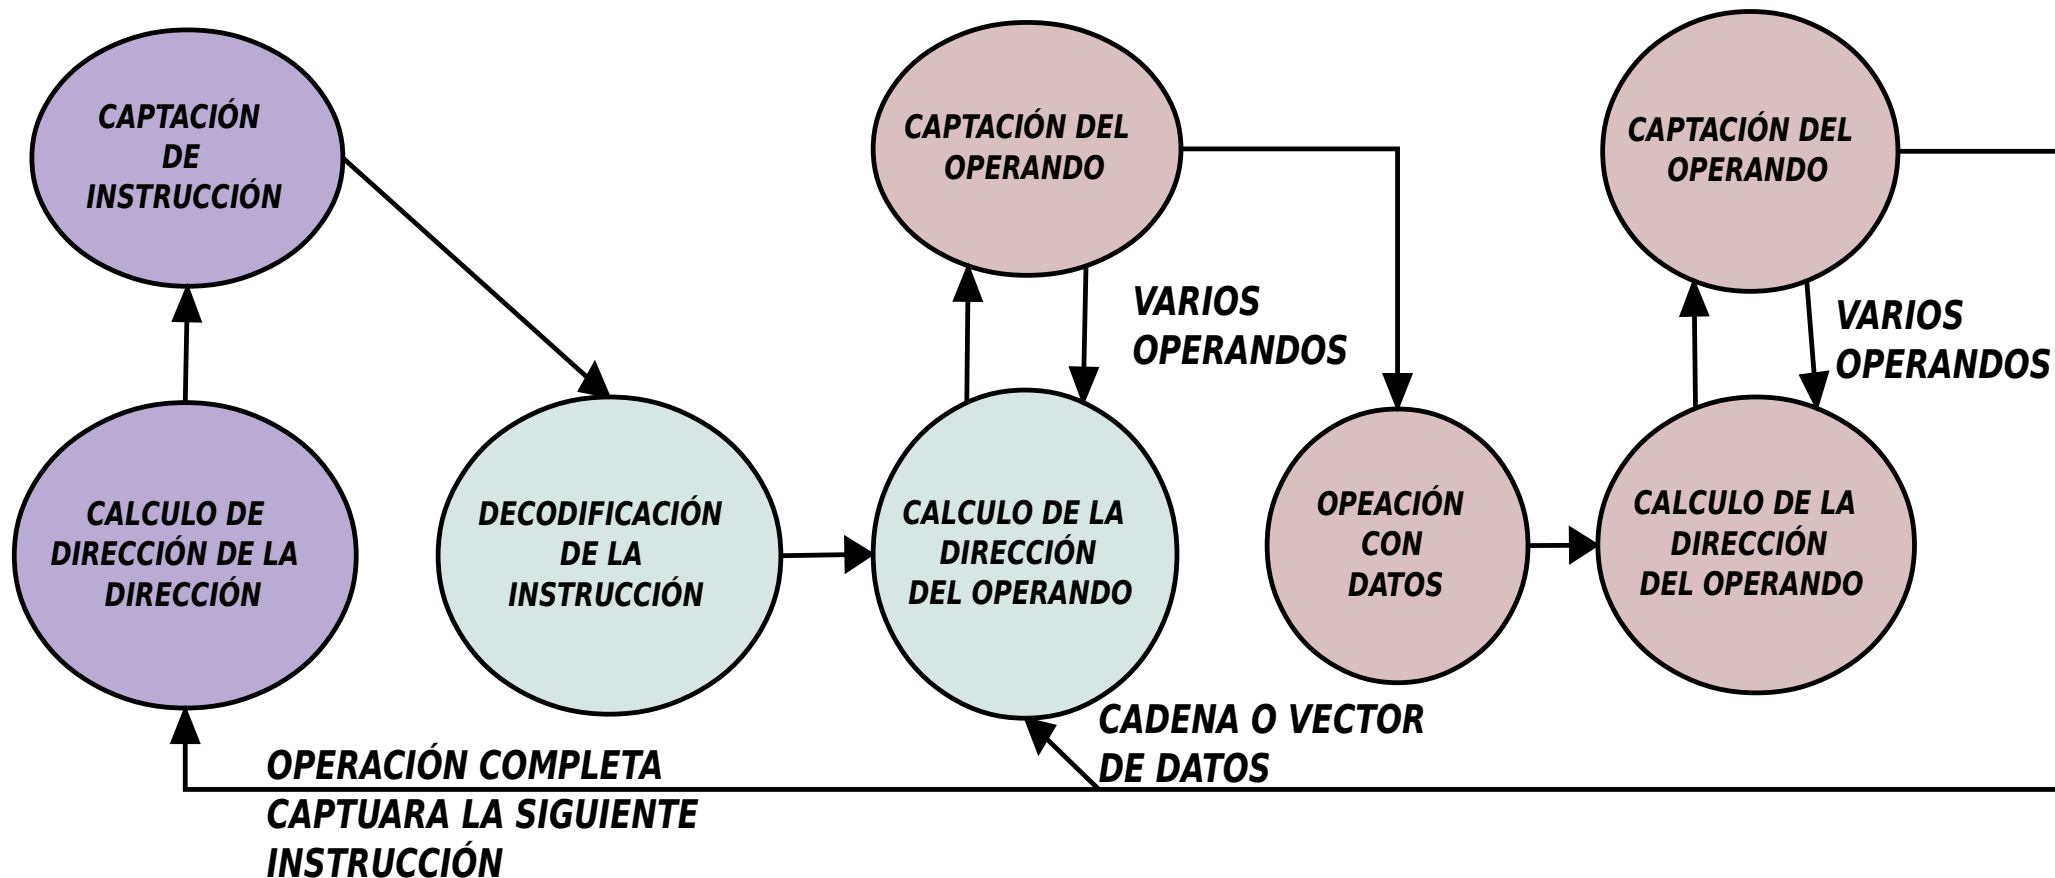 CAPTACIÓN
DE
INSTRUCCIÓN
CAPTACIÓN DEL
OPERANDO
CAPTACIÓN DEL
OPERANDO
VARIOS
OPERANDOS
VARIOS
OPERANDOS
CALCULO DE
DIRECCIÓN DE LA
DIRECCIÓN
DECODIFICACIÓN
DE LA
INSTRUCCIÓN
CALCULO DE LA
DIRECCIÓN
DEL OPERANDO
OPEACIÓN
CON
DATOS
CALCULO DE LA
DIRECCIÓN
DEL OPERANDO
CADENA O VECTOR
DE DATOS
OPERACIÓN COMPLETA
CAPTUARA LA SIGUIENTE
INSTRUCCIÓN